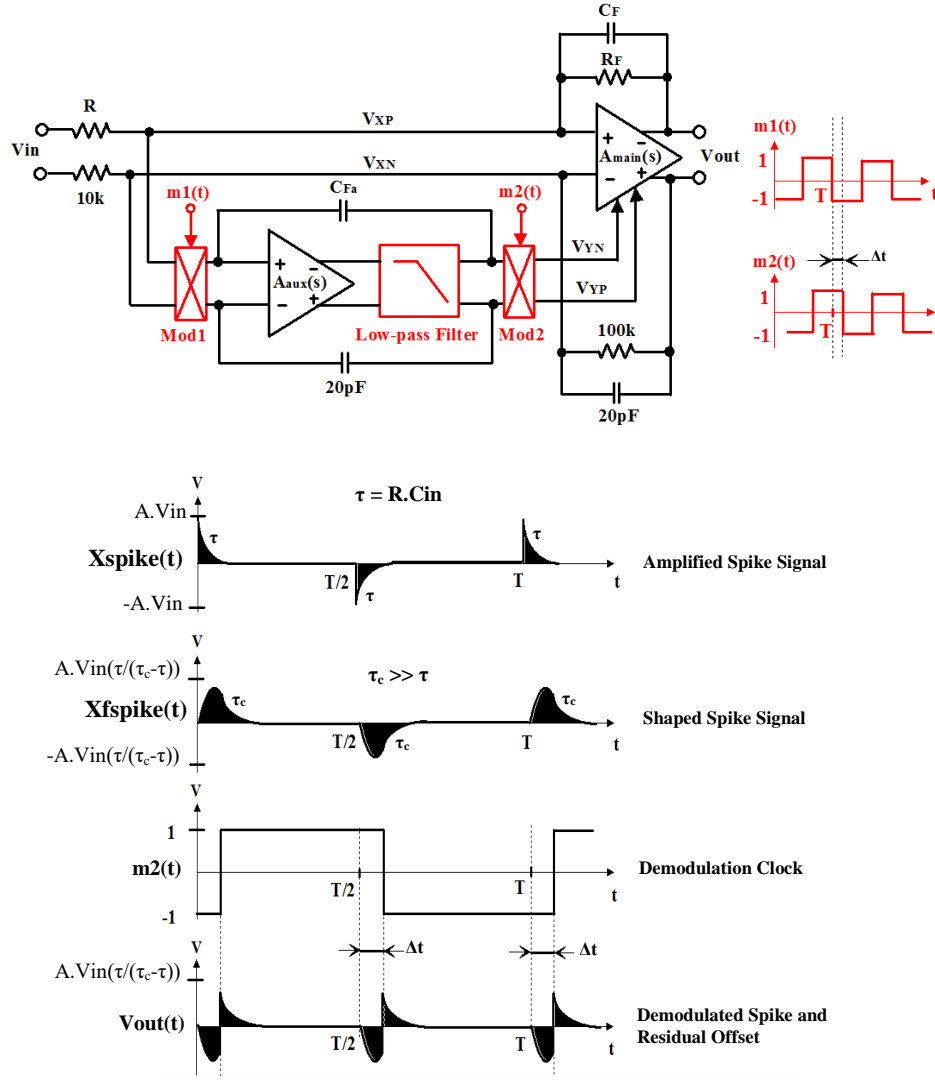 CF
RF
R
VXP
Vin
Amain(s)
+
−
−
+
Vout
VXN
10k
CFa
m1(t)
m2(t)
VYN
Aaux(s)
+
−
−
+
VYP
Mod1
Low-pass Filter
Mod2
100k
20pF
20pF
m1(t)
1
T
t
-1
m2(t)
Δt
1
T
t
-1
V
τ = R.Cin
A.Vin
τ
τ
Xspike(t)
T/2
T
t
Amplified Spike Signal
τ
-A.Vin
V
A.Vin(τ/(τc-τ))
τc >> τ
τc
τc
Xfspike(t)
T/2
T
t
Shaped Spike Signal
τc
-A.Vin(τ/(τc-τ))
V
1
m2(t)
T/2
T
t
Demodulation Clock
-1
V
Δt
Δt
A.Vin(τ/(τc-τ))
Vout(t)
T/2
T
t
Demodulated Spike and
Residual Offset